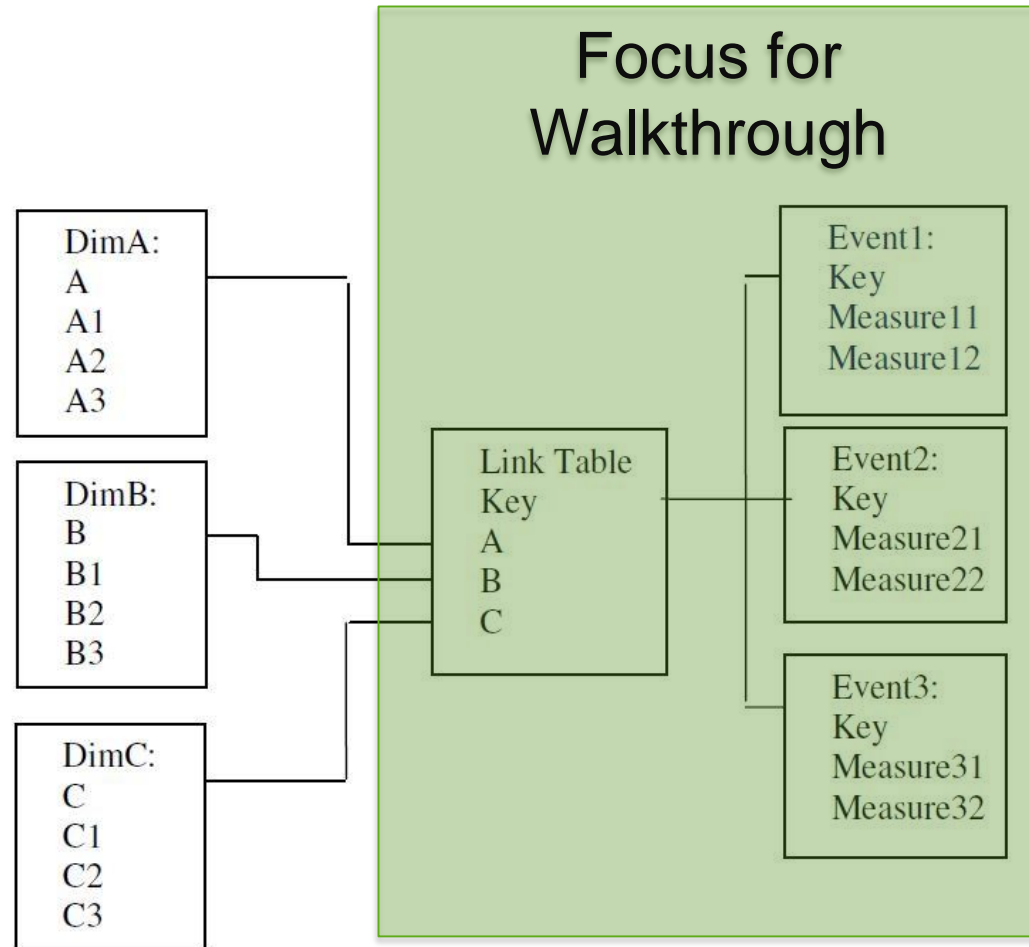 Focus for
Walkthrough
DimA:
A
A1
A2
A3
DimB:
B
B1
B2
B3
DimC:
C
C1
C2
C3
Link Table
Key
A
B
C
Event1:
Key
Measure11
Measure12
Event2:
Key
Measure21
Measure22
Event3:
Key
Measure31
Measure32